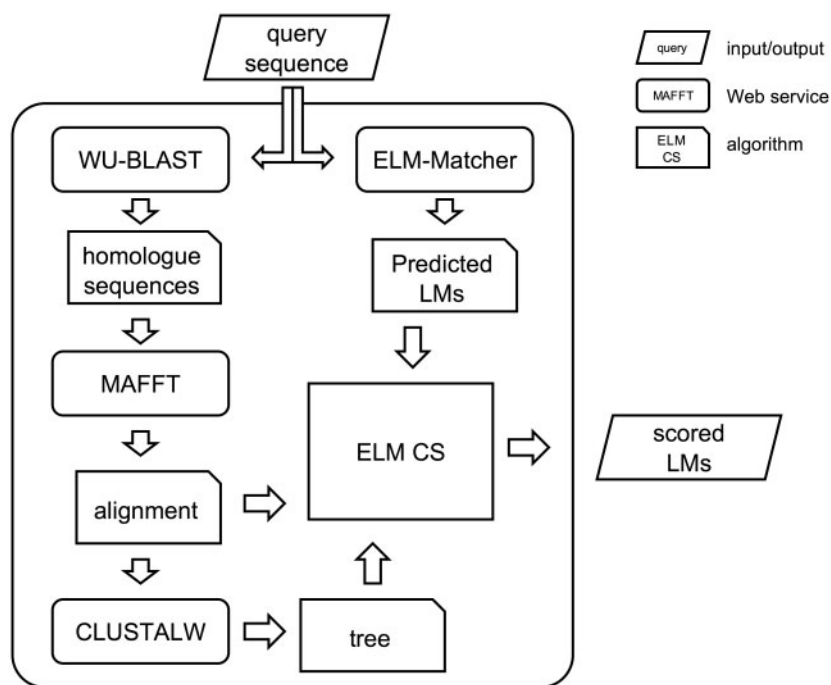 query
sequence
WU-BLAST
ELM-Matcher
homologue
sequences
Predicted
LMs
MAFFT
ELM CS
scored
LMs
alignment
CLUSTALW
tree
query
input/output
MAFFT
Web service
ELM
CS
algorithm